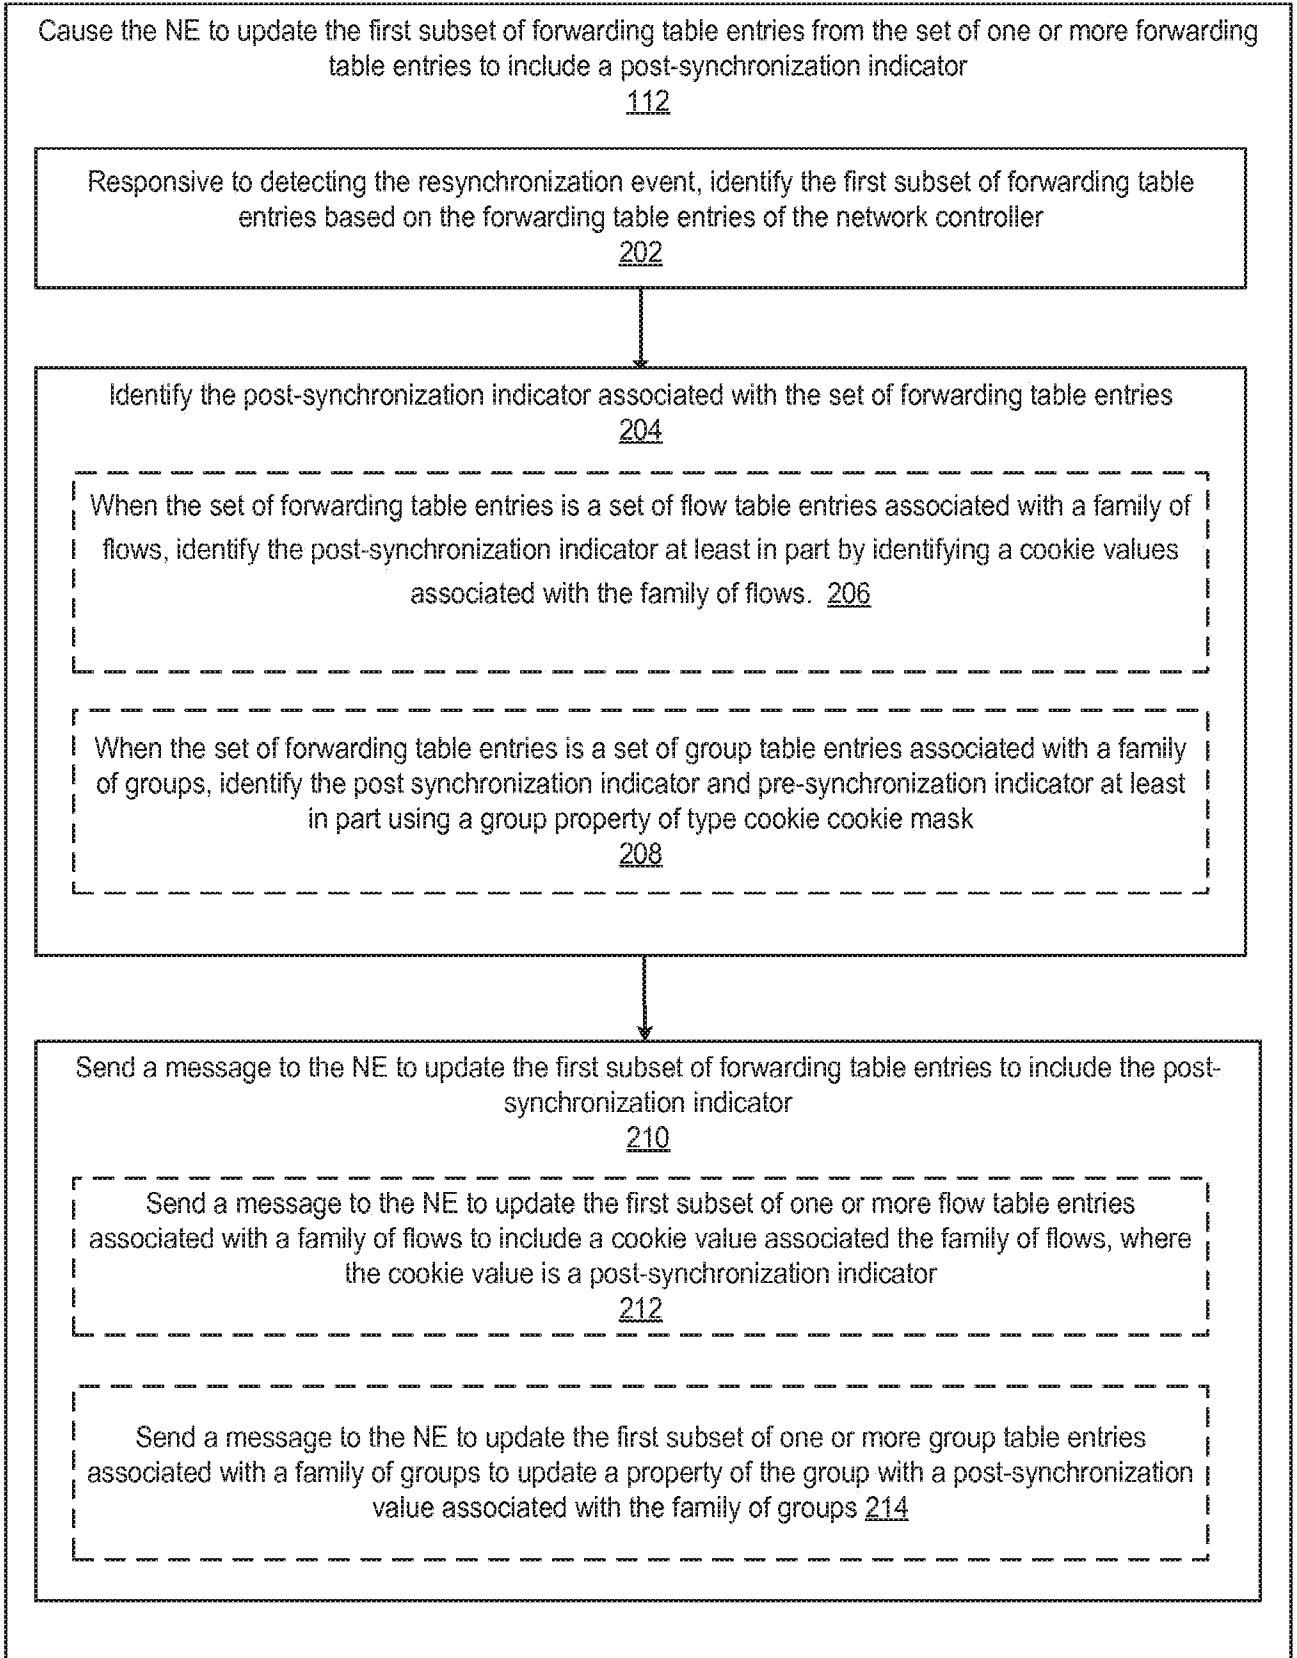 Cause the NE to update the first subset of forwarding table entries from the set of one or more forwarding
table entries to include a post-synchronization indicator
112
Responsive to detecting the resynchronization event, identify the first subset of forwarding table
entries based on the forwarding table entries of the network controller
202
Identify the post-synchronization indicator associated with the set of forwarding table entries
204
When the set of forwarding table entries is a set of flow table entries associated with a family of
flows, identify the post-synchronization indicator at least in part by identifying a cookie values
associated with the family of flows. 206
When the set of forwarding table entries is a set of group table entries associated with a family
of groups, identify the post synchronization indicator and pre-synchronization indicator at least
in part using a group property of type cookie cookie mask
208
Send a message to the NE to update the first subset of forwarding table entries to include the post-
synchronization indicator
210
Send a message to the NE to update the first subset of one or more flow table entries
associated with a family of flows to include a cookie value associated the family of flows, where
the cookie value is a post-synchronization indicator
212
Send a message to the NE to update the first subset of one or more group table entries
associated with a family of groups to update a property of the group with a post-synchronization
value associated with the family of groups 214